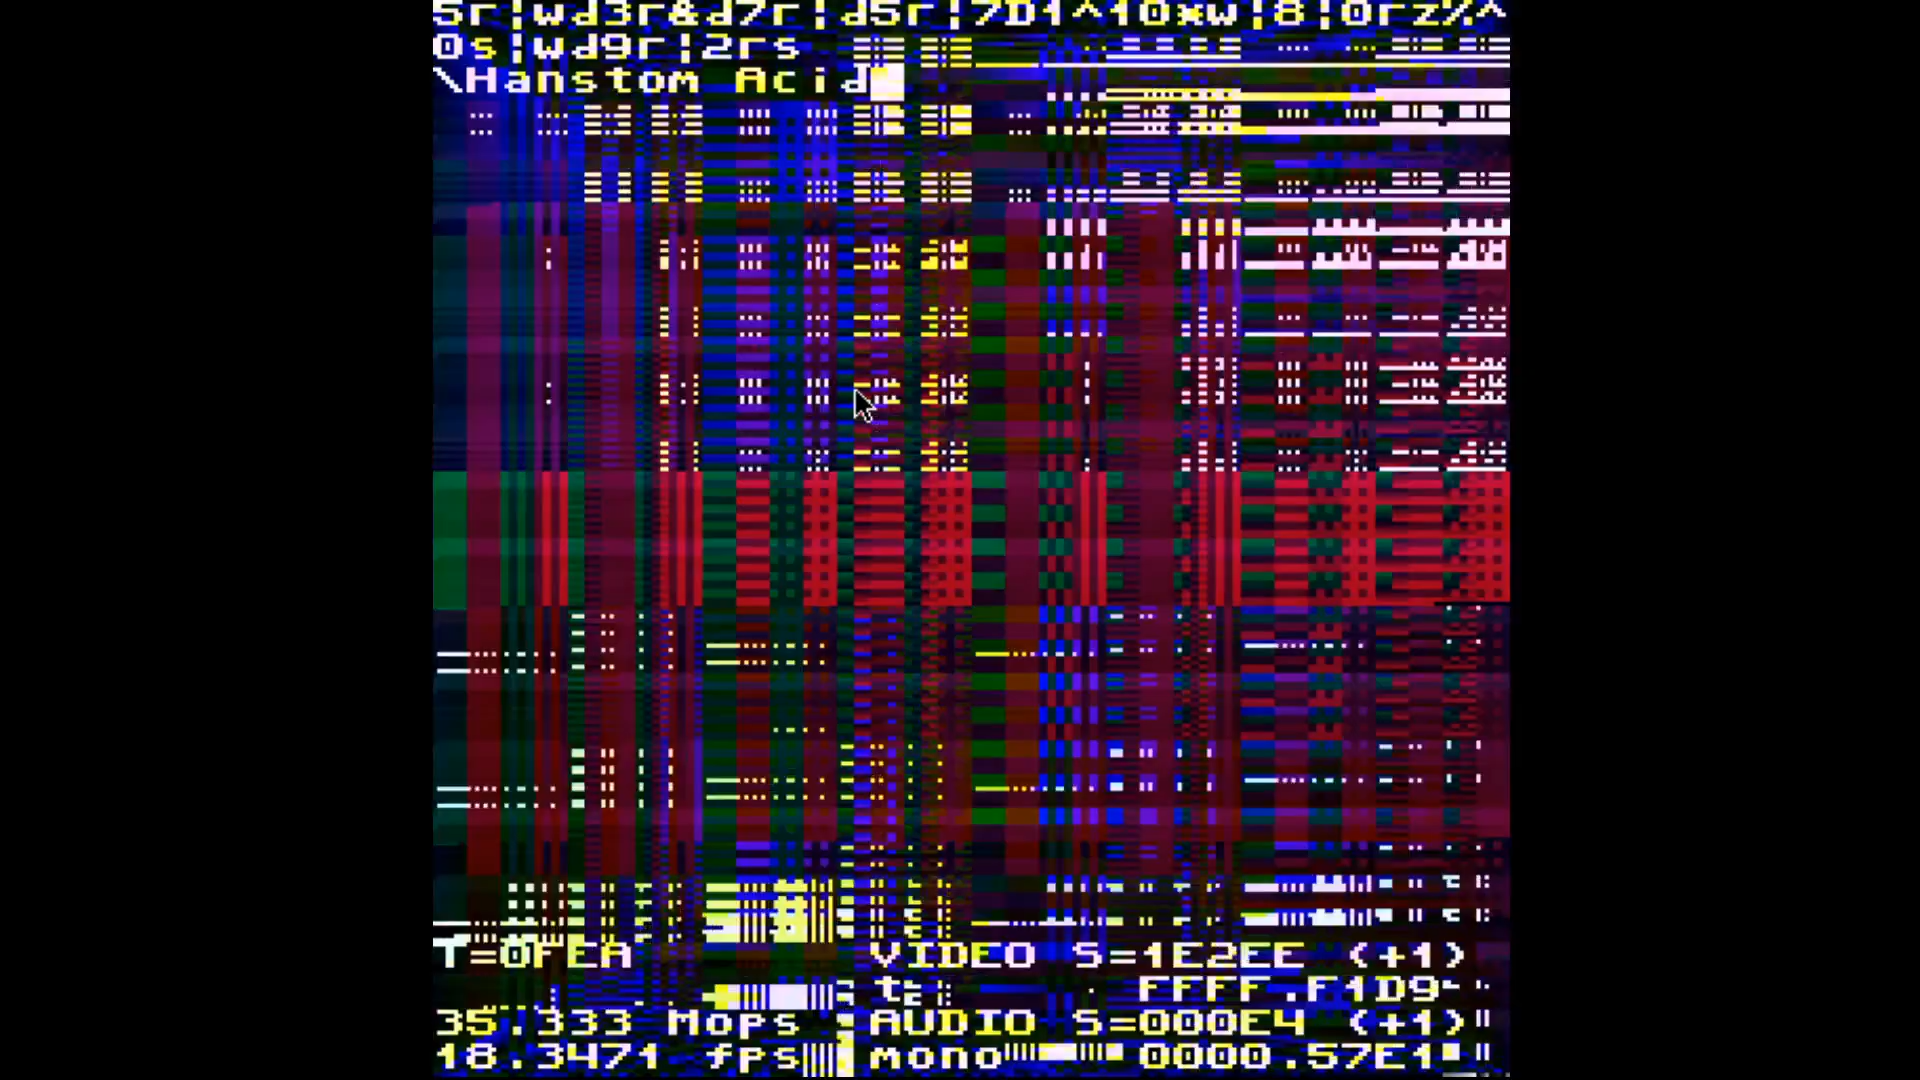 5r¦wd3r&d7r¦d5r¦7D1^10xw¦8¦0rz%^
0s¦wd9r¦2rs
\Hanstom Acid
T=0FEA VIDEO S=1E2EE (+1)
FFFF.F1D9
35.333 Mops AUDIO S=000E4 (+1)
18.3471 fps mono 0000.57E1